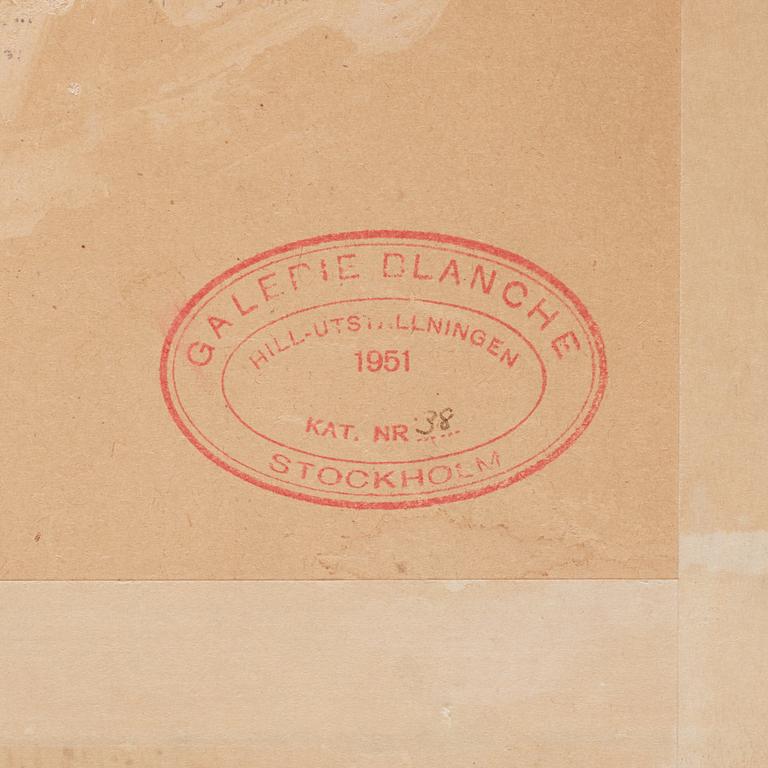 GALERIE BLANCHE
HILL-UTSTÄLLNINGEN
1951
KAT. NR 38
STOCKHOLM